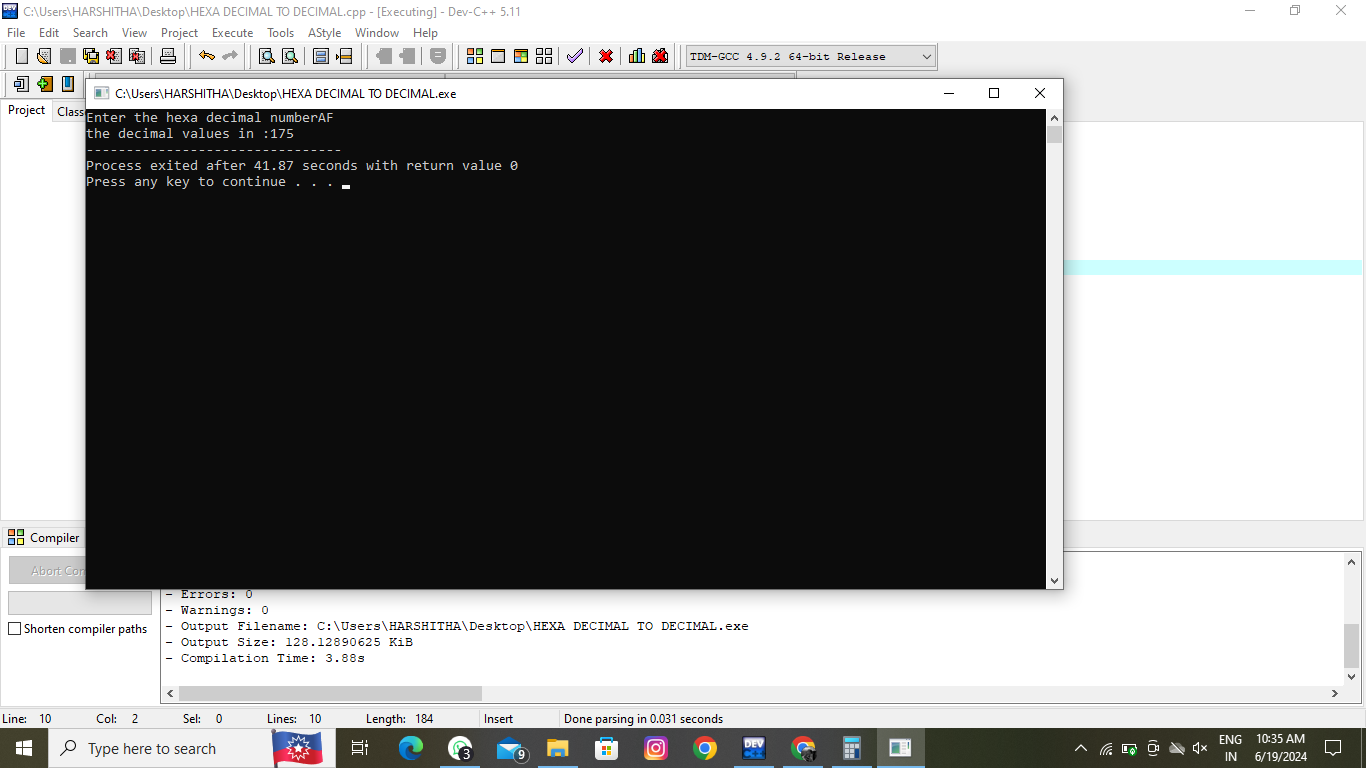 C:\Users\HARSHITHA\Desktop\HEXA DECIMAL TO DECIMAL.cpp - [Executing] - Dev-C++ 5.11
File Edit Search View Project Execute Tools AStyle Window Help
TDM-GCC 4.9.2 64-bit Release
Project Class
C:\Users\HARSHITHA\Desktop\HEXA DECIMAL TO DECIMAL.exe
Enter the hexa decimal numberAF
the decimal values in :175
--------------------------------
Process exited after 41.87 seconds with return value 0
Press any key to continue . . .
Compiler
Abort Con
- Errors: 0
- Warnings: 0
- Output Filename: C:\Users\HARSHITHA\Desktop\HEXA DECIMAL TO DECIMAL.exe
- Output Size: 128.12890625 KiB
- Compilation Time: 3.88s
Shorten compiler paths
Line: 10 Col: 2 Sel: 0 Lines: 10 Length: 184 Insert Done parsing in 0.031 seconds
Type here to search
3
9
DEV
ENG
IN
10:35 AM
6/19/2024